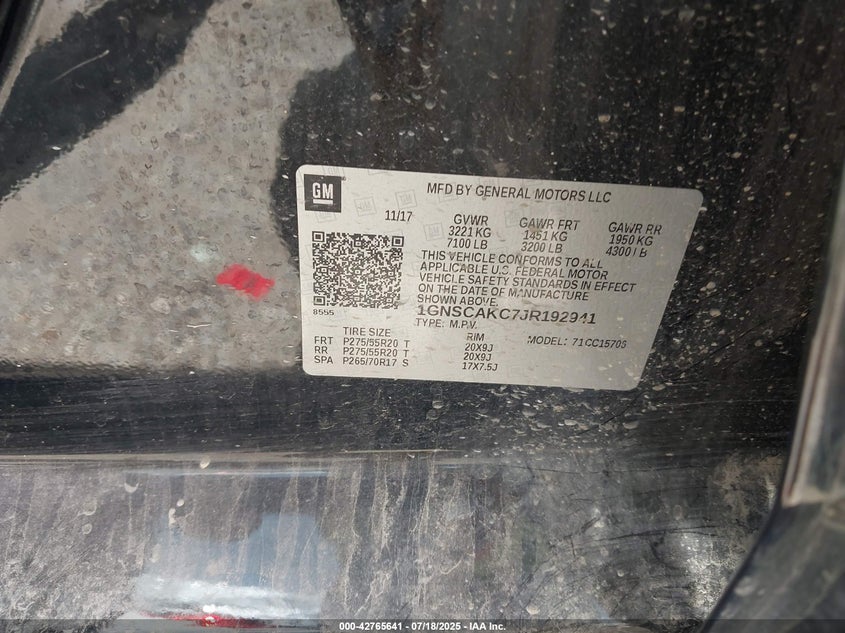 GM
MFD BY GENERAL MOTORS LLC
11/17 GVWR GAWR FRT GAWR RR
3221 KG 1451 KG 1950 KG
7100 LB 3200 LB 4300 LB
THIS VEHICLE CONFORMS TO ALL
APPLICABLE U.S. FEDERAL MOTOR
VEHICLE SAFETY STANDARDS IN EFFECT
ON THE DATE OF MANUFACTURE
SHOWN ABOVE.
8555 1GNSCAKC7JR192941
TYPE: M.P.V.
TIRE SIZE RIM MODEL: 71CC15706
FRT P275/55R20 T 20X9J
RR P275/55R20 T 20X9J
SPA P265/70R17 S 17X7.5J
000-42765641 / 07/18/2025 - IAA Inc.